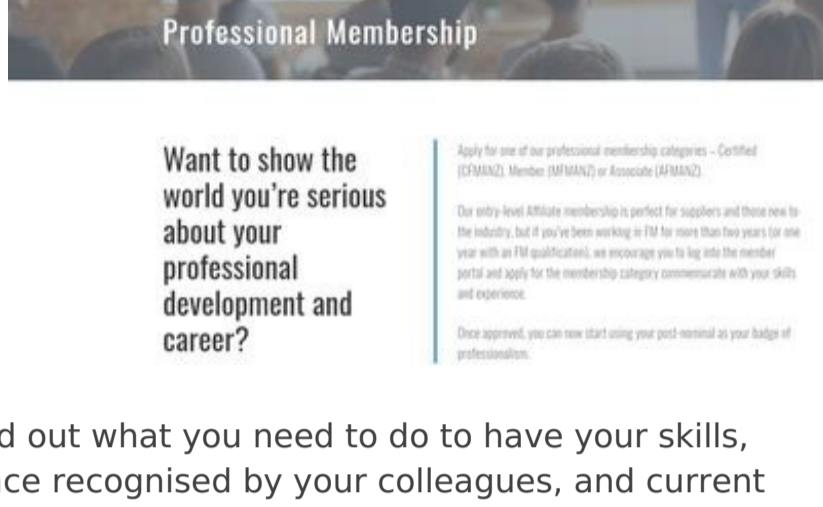 Professional Membership
Want to show the
world you're serious
about your
professional
development and
career?
Apply for one of our professional membership categories – Certified
(CFMANZ), Member (MFMANZ) or Associate (AFMANZ).
Our entry-level Affiliate membership is perfect for suppliers and those new to
the industry, but if you've been working in FM for more than two years (or one
year with an FM qualification), we encourage you to log into the member
portal and apply for the membership category commensurate with your skills
and experience.
Once approved, you can now start using your post-nominal as your badge of
professionalism.
d out what you need to do to have your skills,
ce recognised by your colleagues, and current